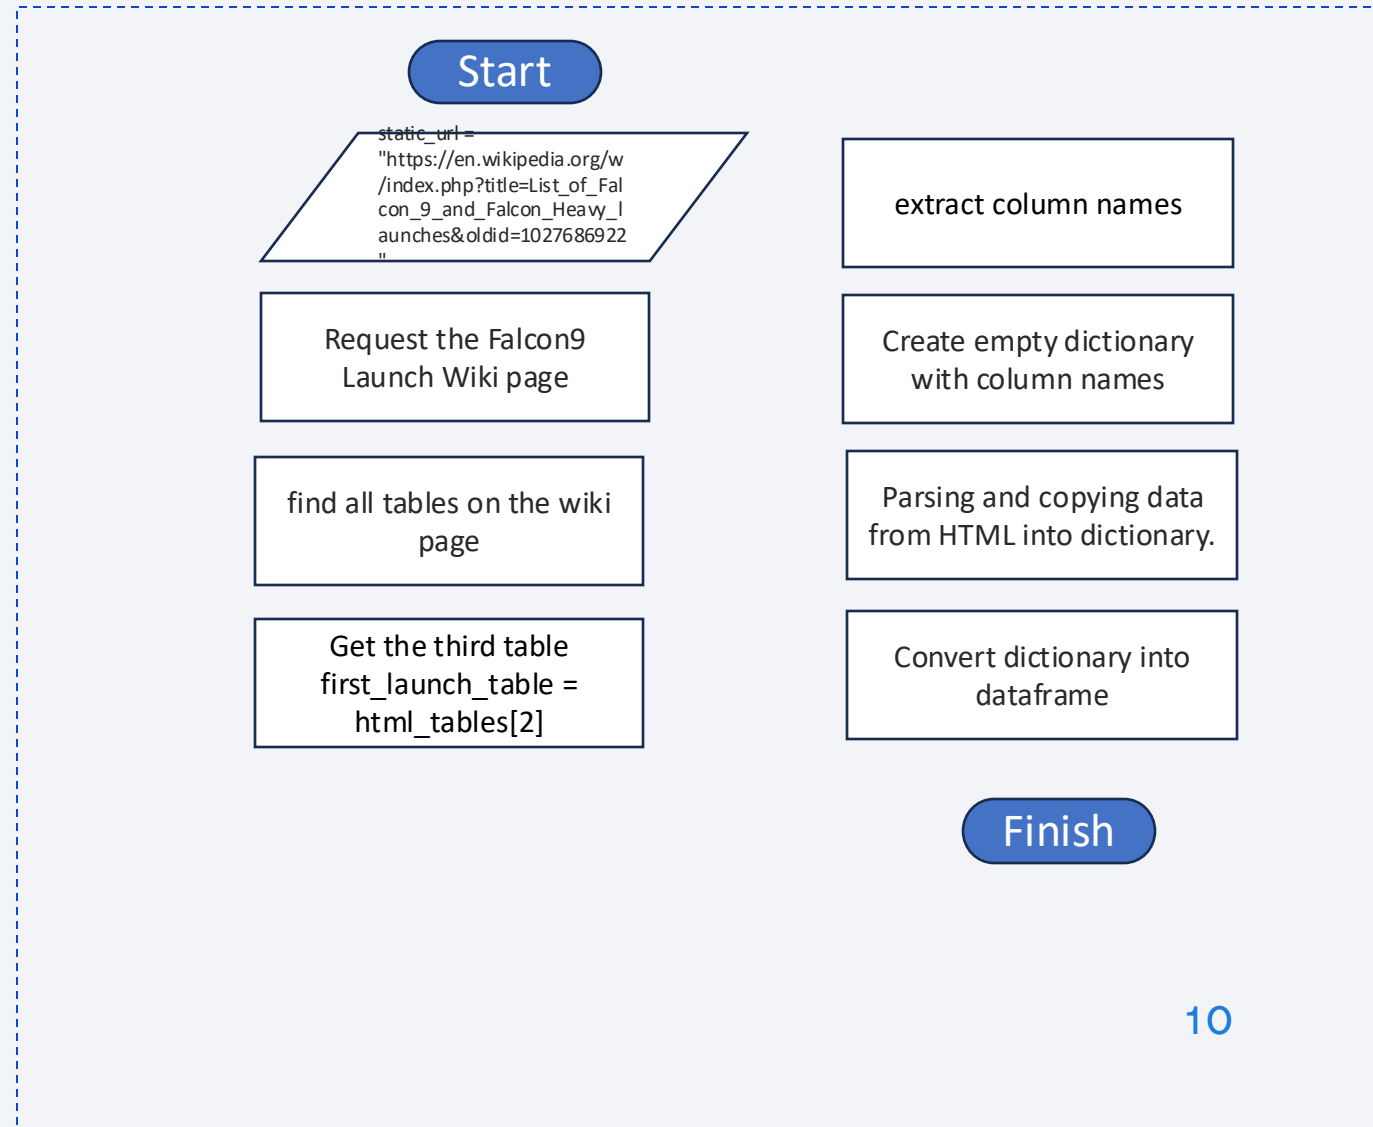 Start
static_url =
"https://en.wikipedia.org/w
/index.php?title=List_of_Fal
con_9_and_Falcon_Heavy_l
aunches&oldid=1027686922
"
Request the Falcon9
Launch Wiki page
find all tables on the wiki
page
Get the third table
first_launch_table =
html_tables[2]
extract column names
Create empty dictionary
with column names
Parsing and copying data
from HTML into dictionary.
Convert dictionary into
dataframe
Finish
10